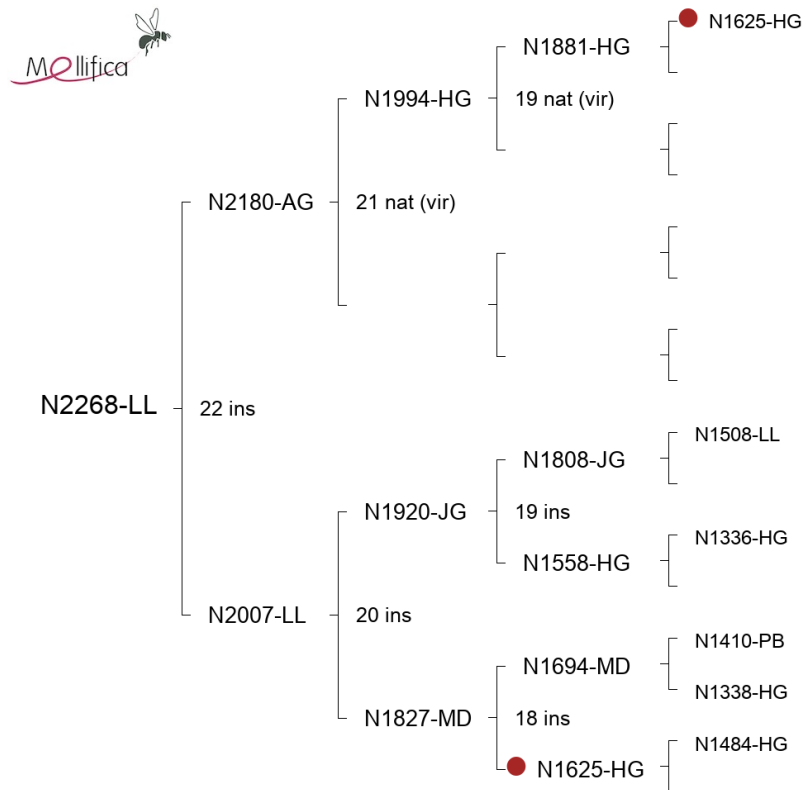 Mellifica
N1625-HG
N1881-HG
N1994-HG
19 nat (vir)
N2180-AG
21 nat (vir)
N2268-LL
22 ins
N1508-LL
N1808-JG
N1920-JG
19 ins
N1336-HG
N1558-HG
N2007-LL
20 ins
N1410-PB
N1694-MD
N1338-HG
N1827-MD
18 ins
N1484-HG
N1625-HG